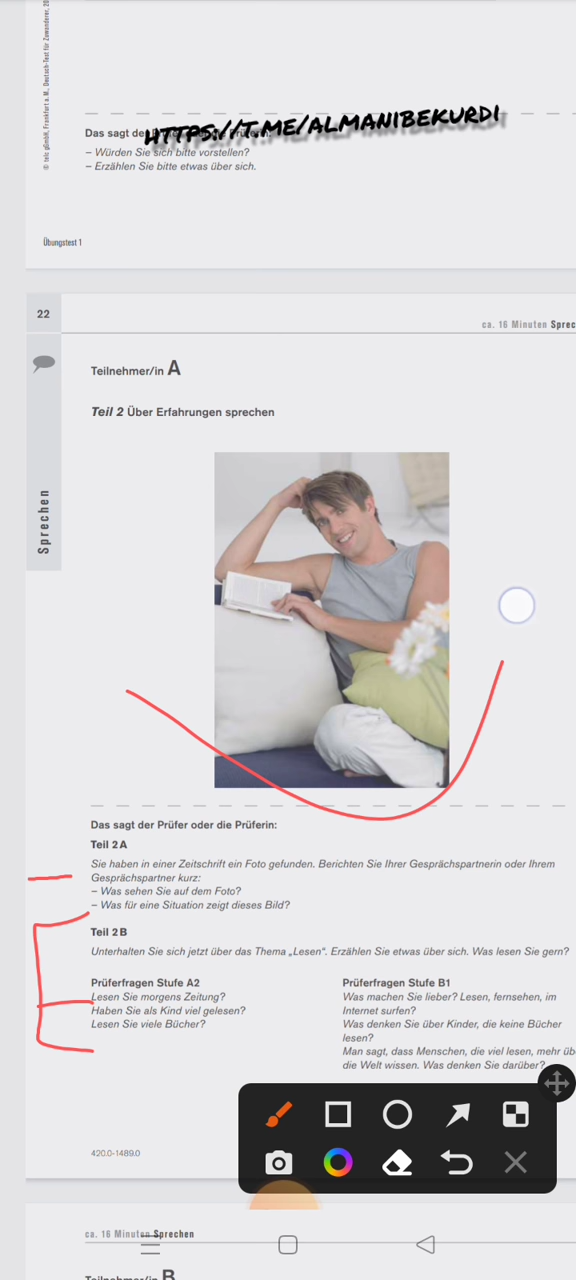 © telc gGmbH, Frankfurt a. M., Deutsch-Test für Zuwanderer, 20
HTTPS://T.ME/ALMANIBEKURDI
Das sagt der Prüfer oder die Prüferin:
– Würden Sie sich bitte vorstellen?
– Erzählen Sie bitte etwas über sich.
Übungstest 1
22
ca. 16 Minuten Sprec
Teilnehmer/in A
Teil 2 Über Erfahrungen sprechen
Sprechen
Das sagt der Prüfer oder die Prüferin:
Teil 2 A
Sie haben in einer Zeitschrift ein Foto gefunden. Berichten Sie Ihrer Gesprächspartnerin oder Ihrem
Gesprächspartner kurz:
– Was sehen Sie auf dem Foto?
– Was für eine Situation zeigt dieses Bild?
Teil 2 B
Unterhalten Sie sich jetzt über das Thema „Lesen“. Erzählen Sie etwas über sich. Was lesen Sie gern?
Prüferfragen Stufe A2
Lesen Sie morgens Zeitung?
Haben Sie als Kind viel gelesen?
Lesen Sie viele Bücher?
Prüferfragen Stufe B1
Was machen Sie lieber? Lesen, fernsehen, im
Internet surfen?
Was denken Sie über Kinder, die keine Bücher
lesen?
Man sagt, dass Menschen, die viel lesen, mehr üb
die Welt wissen. Was denken Sie darüber?
420.0-1489.0
ca. 16 Minuten Sprechen
Teilnehmer/in B